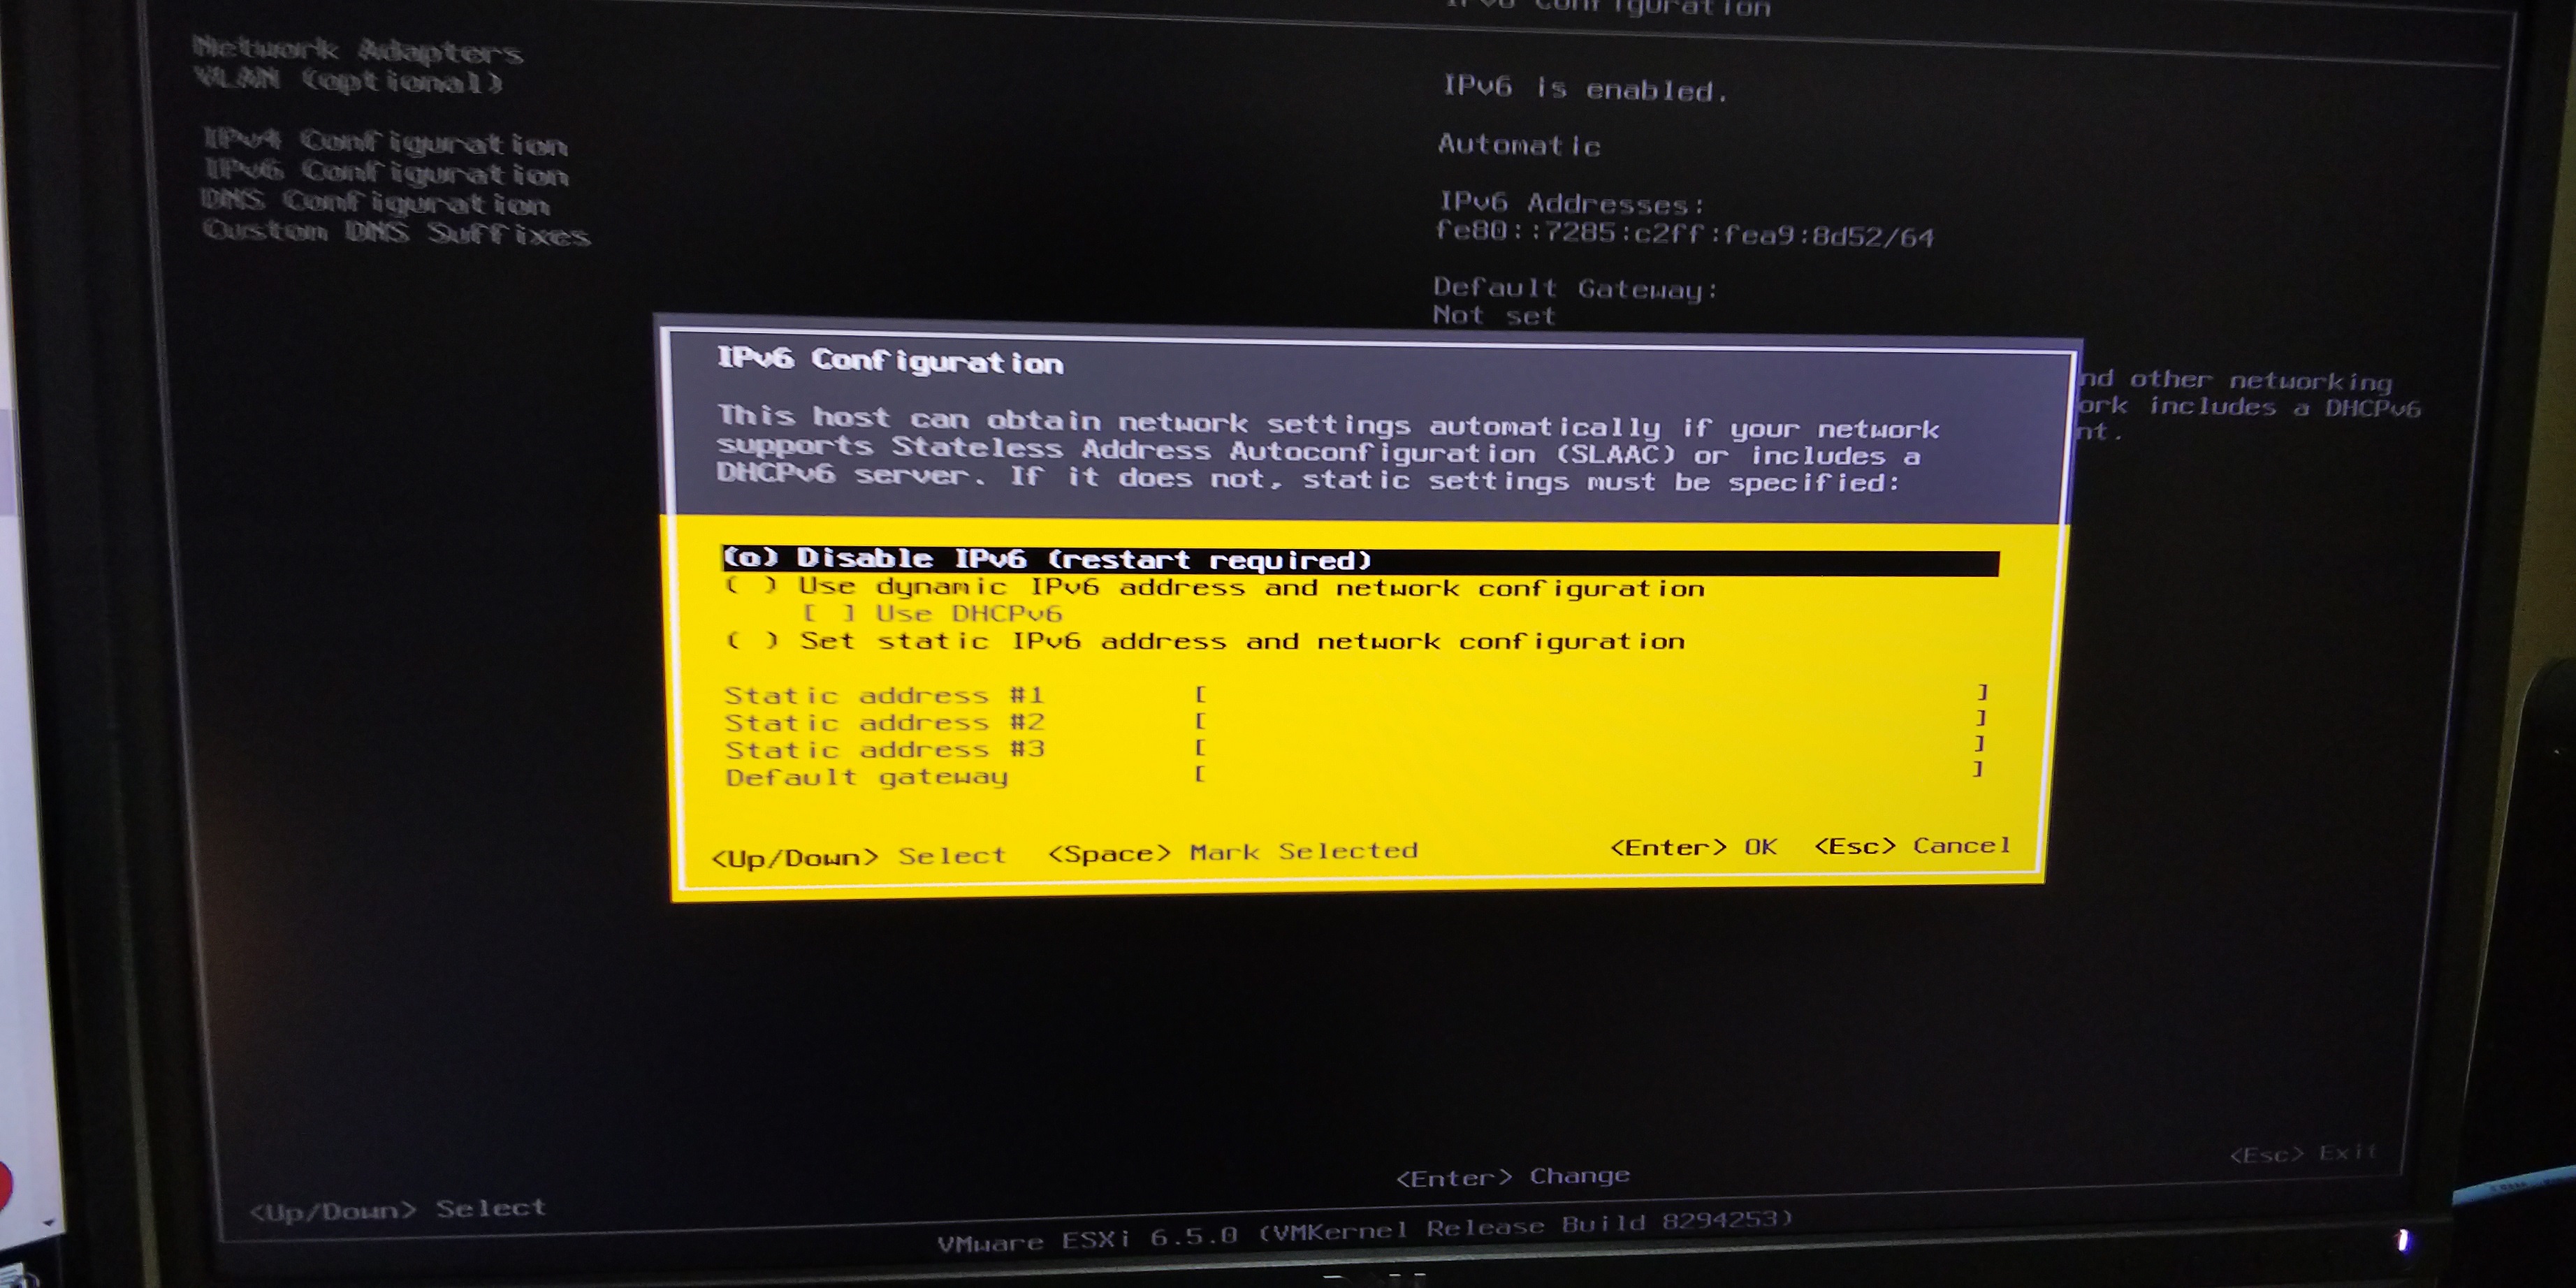 IPv6 Configuration
Network Adapters
VLAN (optional)
IPv4 Configuration
IPv6 Configuration
DNS Configuration
Custom DNS Suffixes
IPv6 is enabled.
Automatic
IPv6 Addresses:
fe80::7285:c2ff:fea9:8d52/64
Default Gateway:
Not set
nd other networking
ork includes a DHCPv6
nt.
IPv6 Configuration
This host can obtain network settings automatically if your network
supports Stateless Address Autoconfiguration (SLAAC) or includes a
DHCPv6 server. If it does not, static settings must be specified:
(o) Disable IPv6 (restart required)
( ) Use dynamic IPv6 address and network configuration
[ ] Use DHCPv6
( ) Set static IPv6 address and network configuration
Static address #1 [ ]
Static address #2 [ ]
Static address #3 [ ]
Default gateway [ ]
<Up/Down> Select <Space> Mark Selected <Enter> OK <Esc> Cancel
<Up/Down> Select <Enter> Change <Esc> Exit
VMware ESXi 6.5.0 (VMKernel Release Build 8294253)